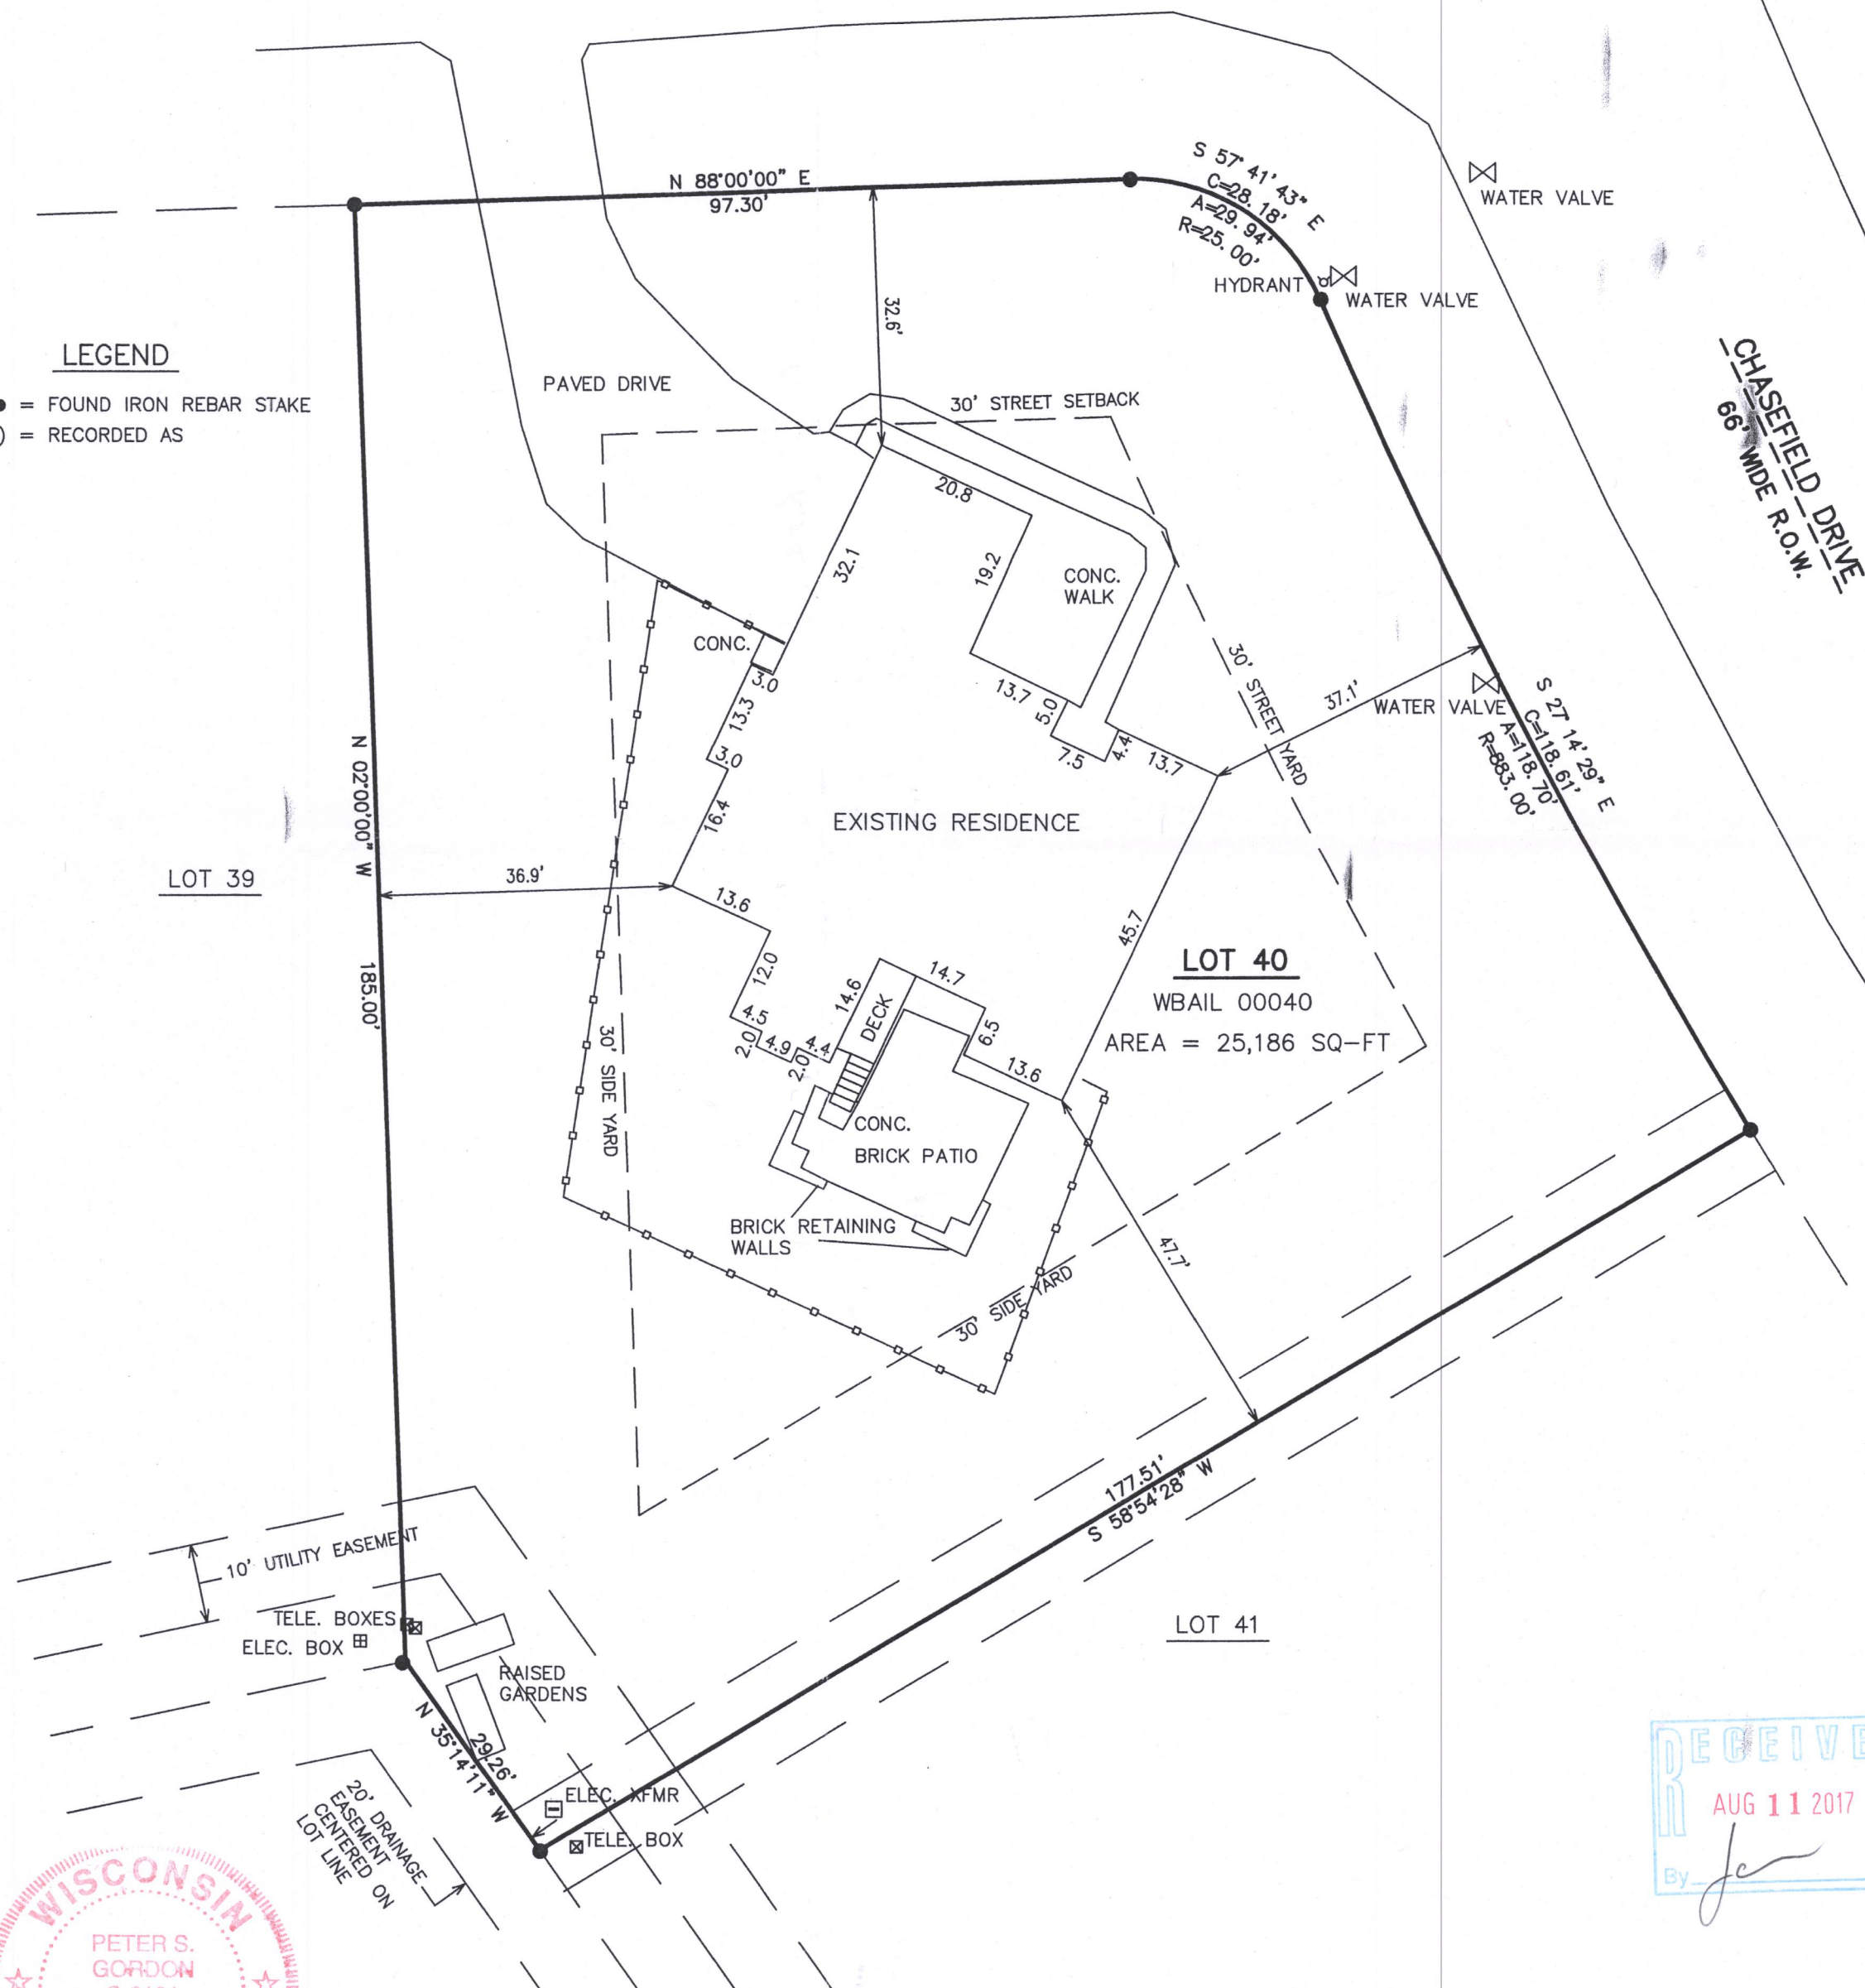 N 88°00'00" E
97.30'
S 57°41'43" E
C=28.18'
A=29.94'
R=25.00'
WATER VALVE
HYDRANT
WATER VALVE
32.6'
LEGEND
● = FOUND IRON REBAR STAKE
) = RECORDED AS
PAVED DRIVE
30' STREET SETBACK
CHASEFIELD DRIVE
66' WIDE R.O.W.
20.8
32.1
19.2
CONC.
WALK
CONC.
3.0
13.3
3.0
16.4
13.7
5.0
7.5
4.4
13.7
30' STREET YARD
37.1'
WATER VALVE
S 27°14'29" E
C=118.61'
A=118.70'
R=883.00'
N 02°00'00" W
185.00'
EXISTING RESIDENCE
LOT 39
36.9'
13.6
12.0
4.5
2.0
4.9
2.0
4.4
14.6
DECK
14.7
6.5
13.6
45.7
LOT 40
WBAIL 00040
AREA = 25,186 SQ-FT
30' SIDE YARD
CONC.
BRICK PATIO
BRICK RETAINING
WALLS
47.7'
30' SIDE YARD
177.51'
S 58°54'28" W
10' UTILITY EASEMENT
TELE. BOXES
ELEC. BOX
RAISED
GARDENS
LOT 41
N 35°14'11" W
29.26'
ELEC. XFMR
TELE. BOX
20' DRAINAGE
EASEMENT
CENTERED ON
LOT LINE
RECEIVE
AUG 11 2017
By
WISCONSIN
PETER S.
GORDON